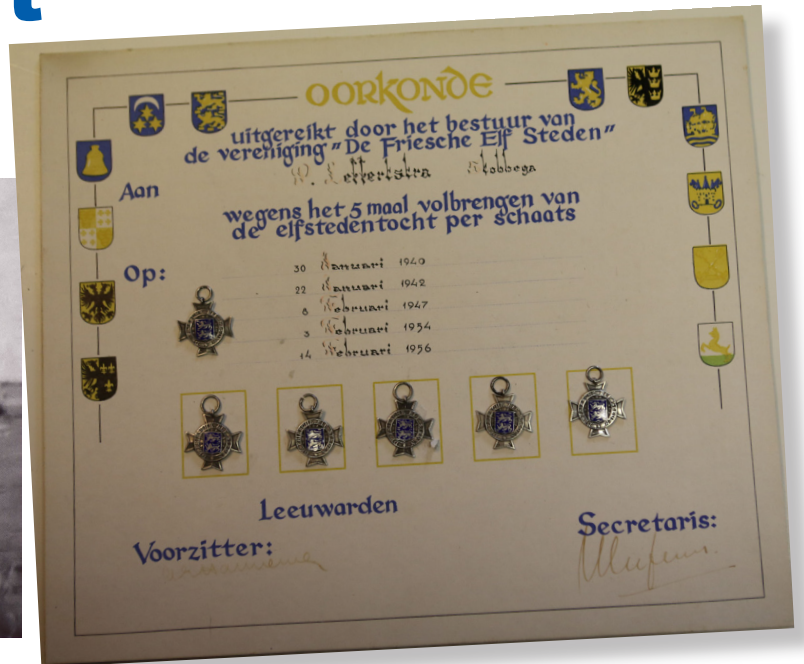 t
OORKONDE
uitgereikt door het bestuur van
de vereniging "De Friesche Elf Steden"
Aan
wegens het 5 maal volbrengen van
de elfstedentocht per schaats
Op:
30 Januari 1940
22 Januari 1942
8 Februari 1947
3 Februari 1954
14 Februari 1956
Leeuwarden
Voorzitter:
Secretaris: